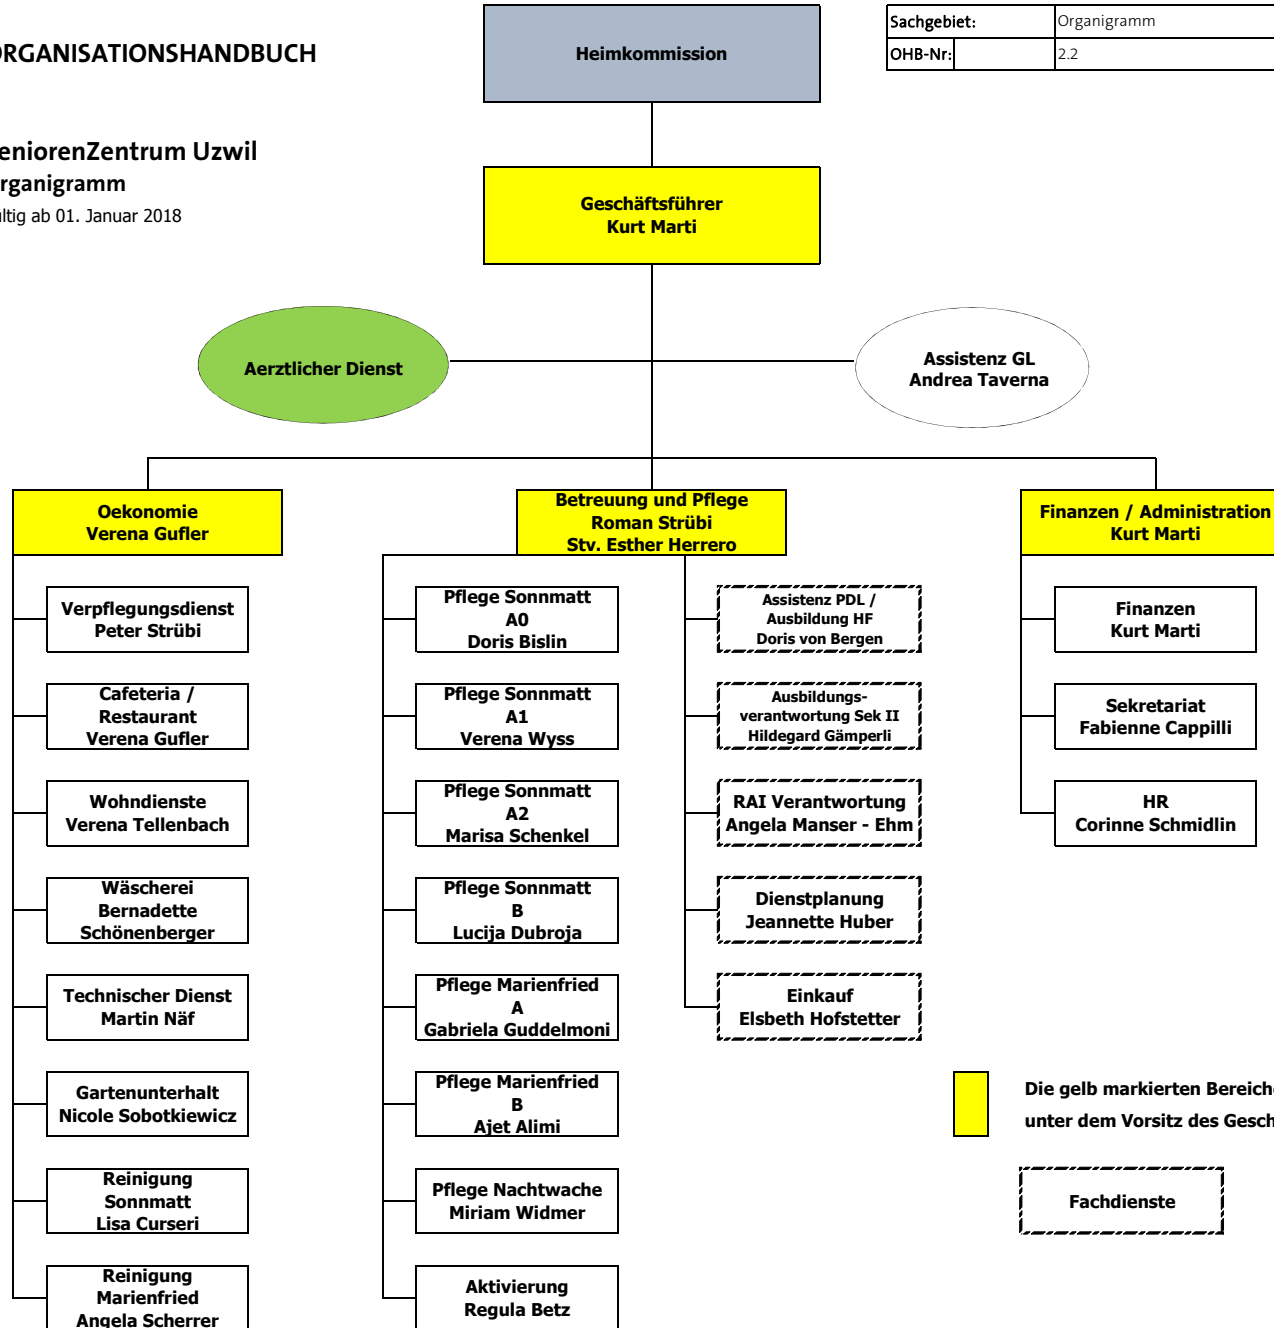 ORGANISATIONSHANDBUCH
Heimkommission
Sachgebiet: Organigramm
OHB-Nr: 2.2
eniorenZentrum Uzwil
rganigramm
ültig ab 01. Januar 2018
Geschäftsführer
Kurt Marti
Aerztlicher Dienst
Assistenz GL
Andrea Taverna
Oekonomie
Verena Gufler
Betreuung und Pflege
Roman Strübi
Stv. Esther Herrero
Finanzen / Administration
Kurt Marti
Verpflegungsdienst
Peter Strübi
Cafeteria /
Restaurant
Verena Gufler
Wohndienste
Verena Tellenbach
Wäscherei
Bernadette
Schönenberger
Technischer Dienst
Martin Näf
Gartenunterhalt
Nicole Sobotkiewicz
Reinigung
Sonnmatt
Lisa Curseri
Reinigung
Marienfried
Angela Scherrer
Pflege Sonnmatt
A0
Doris Bislin
Pflege Sonnmatt
A1
Verena Wyss
Pflege Sonnmatt
A2
Marisa Schenkel
Pflege Sonnmatt
B
Lucija Dubroja
Pflege Marienfried
A
Gabriela Guddelmoni
Pflege Marienfried
B
Ajet Alimi
Pflege Nachtwache
Miriam Widmer
Aktivierung
Regula Betz
Assistenz PDL /
Ausbildung HF
Doris von Bergen
Ausbildungs-
verantwortung Sek II
Hildegard Gämperli
RAI Verantwortung
Angela Manser - Ehm
Dienstplanung
Jeannette Huber
Einkauf
Elsbeth Hofstetter
Finanzen
Kurt Marti
Sekretariat
Fabienne Cappilli
HR
Corinne Schmidlin
Die gelb markierten Bereiche
unter dem Vorsitz des Gesch
Fachdienste